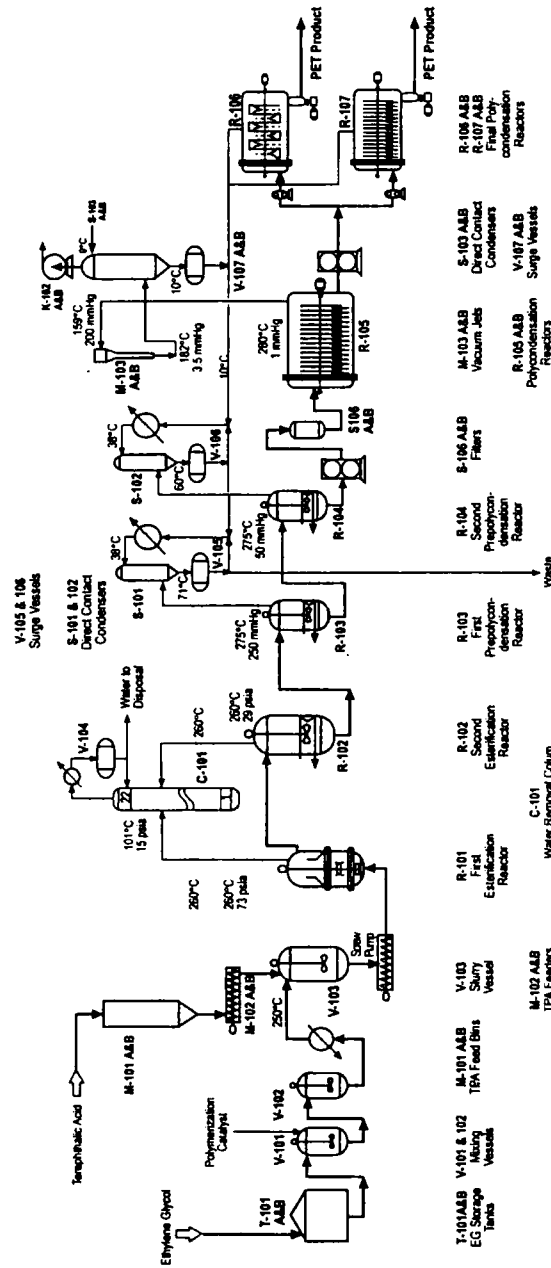 Ethylene Glycol
T-101
A&B
Polymerization
Catalyst
V-101
V-102
Terephthalic Acid
M-101 A&B
M-102 A&B
250°C
V-103
Screw
Pump
260°C
260°C
73 psia
101°C
15 psia
22
V-104
Water to
Disposal
C-101
260°C
260°C
29 psia
R-102
V-105 & 106
Surge Vessels
S-101 & 102
Direct Contact
Condensers
38°C
S-101
71°C
V-105
275°C
250 mmHg
R-103
38°C
S-102
60°C
V-106
275°C
50 mmHg
R-104
Waste
10°C
S106
A&B
M-103
A&B
159°C
200 mmHg
182°C
3.5 mmHg
K-102
A&B
9°C
S-103
A&B
10°C
V-107 A&B
280°C
1 mmHg
R-105
R-106
PET Product
R-107
PET Product
T-101A&B
EG Storage
Tanks
V-101 & 102
Mixing
Vessels
M-101 A&B
TPA Feed Bins
V-103
Slurry
Vessel
M-102 A&B
TPA Feeders
R-101
First
Esterification
Reactor
C-101
Water Removal Colum
R-102
Second
Esterification
Reactor
R-103
First
Prepolycon-
densation
Reactor
R-104
Second
Prepolycon-
densation
Reactor
S-106 A&B
Filters
M-103 A&B
Vacuum Jets
R-105 A&B
Polycondensation
Reactors
S-103 A&B
Direct Contact
Condensers
V-107 A&B
Surge Vessels
R-106 A&B
R-107 A&B
Final Poly-
condensation
Reactors